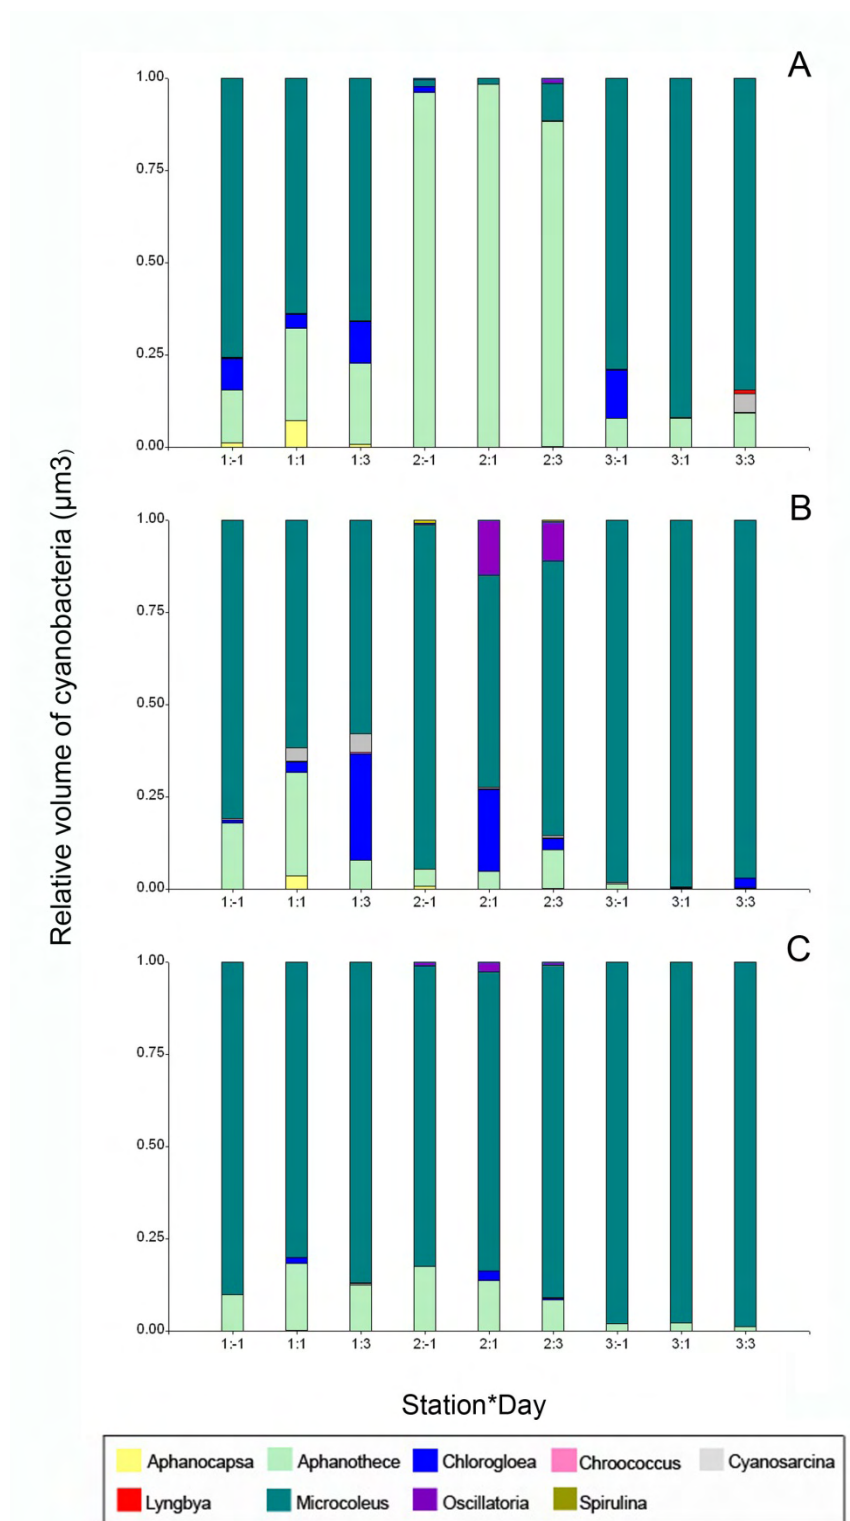 A
1.00
0.75
0.50
0.25
0.00
1:-1 1:1 1:3 2:-1 2:1 2:3 3:-1 3:1 3:3
B
1.00
0.75
0.50
0.25
0.00
1:-1 1:1 1:3 2:-1 2:1 2:3 3:-1 3:1 3:3
C
1.00
0.75
0.50
0.25
0.00
1:-1 1:1 1:3 2:-1 2:1 2:3 3:-1 3:1 3:3
Relative volume of cyanobacteria (µm3)
Station*Day
Aphanocapsa Aphanothece Chlorogloea Chroococcus Cyanosarcina
Lyngbya Microcoleus Oscillatoria Spirulina